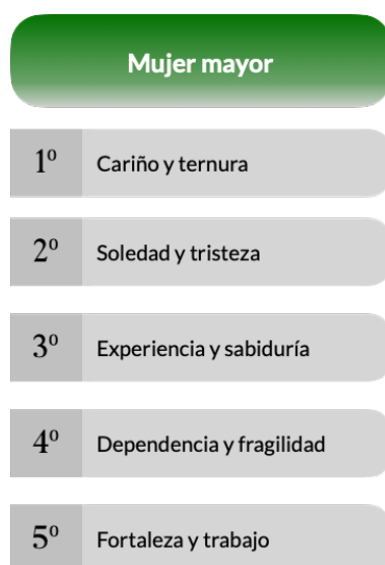 Mujer mayor
1º Cariño y ternura
2º Soledad y tristeza
3º Experiencia y sabiduría
4º Dependencia y fragilidad
5º Fortaleza y trabajo